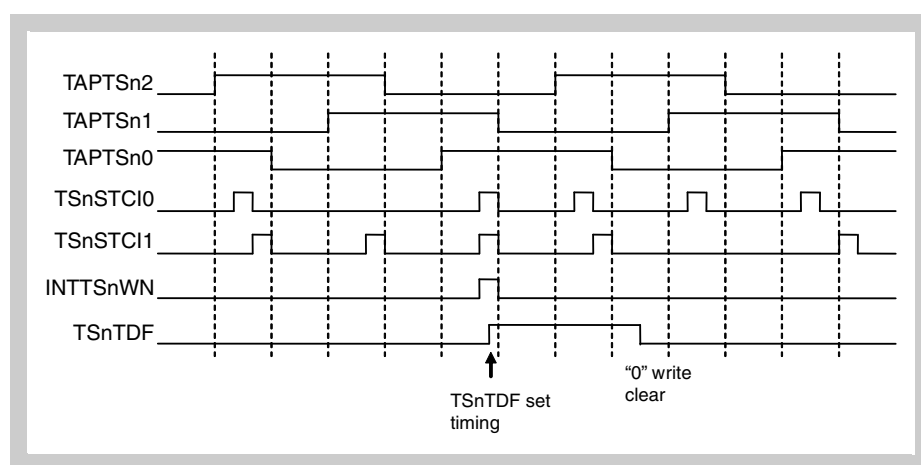 TAPTSn2
TAPTSn1
TAPTSn0
TSnSTCI0
TSnSTCI1
INTTSnWN
TSnTDF
TSnTDF set
timing
“0” write
clear